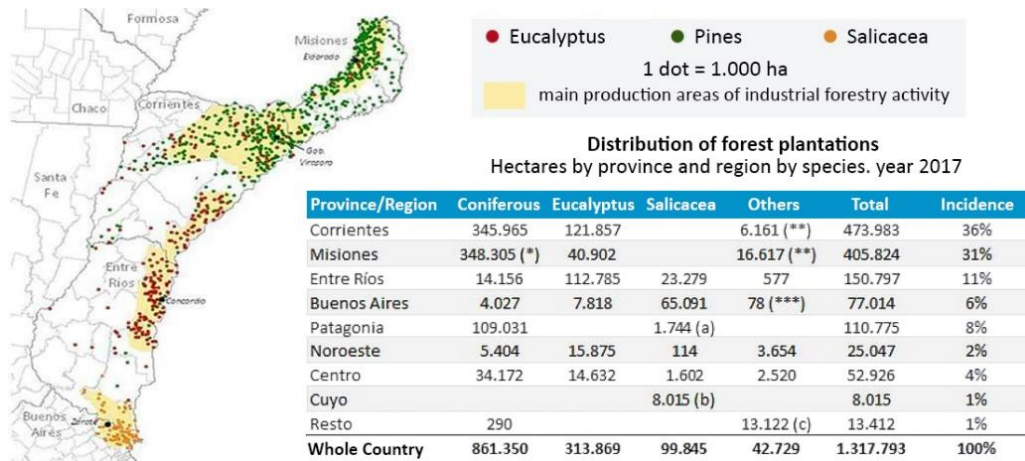 Formosa
Misiones
Eldorado
Chaco
Corrientes
Gob.
Virasoro
Santa
Fe
Entre
Ríos
Concordia
Buenos
Aires
Zárate
Eucalyptus Pines Salicacea
1 dot = 1.000 ha
main production areas of industrial forestry activity
Distribution of forest plantations
Hectares by province and region by species. year 2017
Province/Region Coniferous Eucalyptus Salicacea Others Total Incidence
Corrientes 345.965 121.857 6.161 (**) 473.983 36%
Misiones 348.305 (*) 40.902 16.617 (**) 405.824 31%
Entre Ríos 14.156 112.785 23.279 577 150.797 11%
Buenos Aires 4.027 7.818 65.091 78 (***) 77.014 6%
Patagonia 109.031 1.744 (a) 110.775 8%
Noroeste 5.404 15.875 114 3.654 25.047 2%
Centro 34.172 14.632 1.602 2.520 52.926 4%
Cuyo 8.015 (b) 8.015 1%
Resto 290 13.122 (c) 13.412 1%
Whole Country 861.350 313.869 99.845 42.729 1.317.793 100%